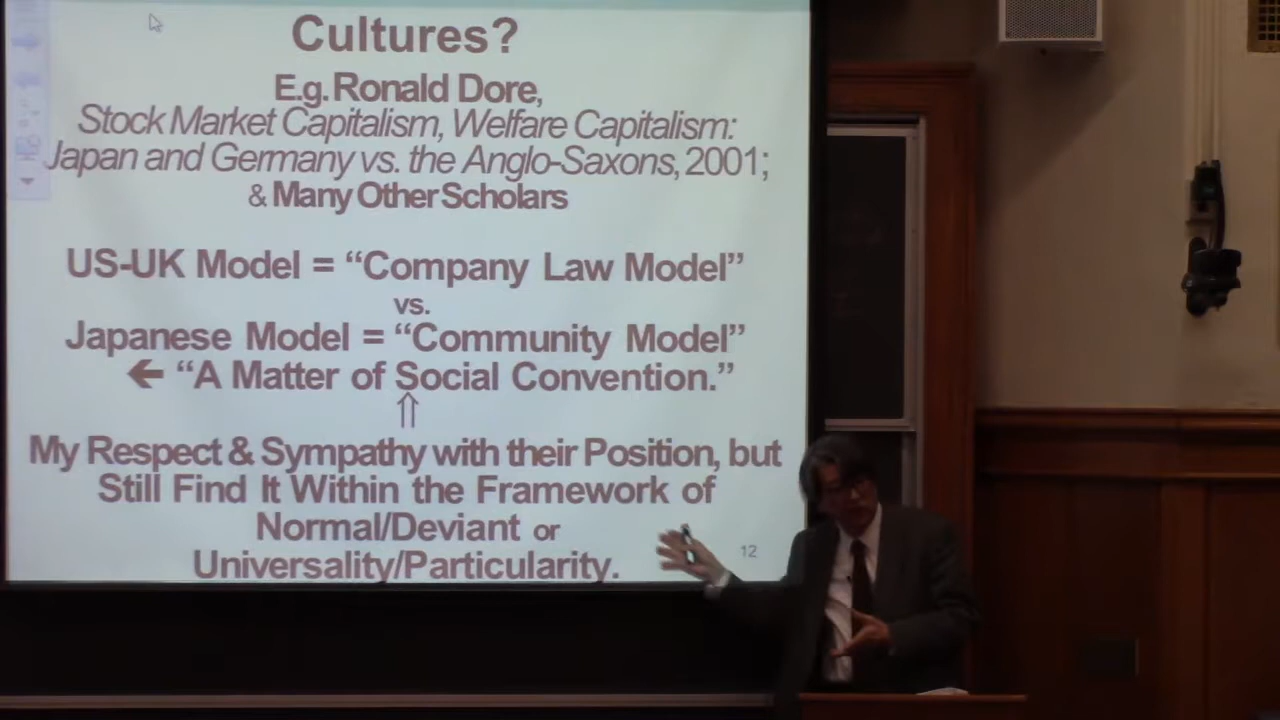 Cultures?
E.g. Ronald Dore,
Stock Market Capitalism, Welfare Capitalism:
Japan and Germany vs. the Anglo-Saxons, 2001;
& Many Other Scholars
US-UK Model = “Company Law Model”
vs.
Japanese Model = “Community Model”
← “A Matter of Social Convention.”
⇑
My Respect & Sympathy with their Position, but
Still Find It Within the Framework of
Normal/Deviant or
Universality/Particularity.
12